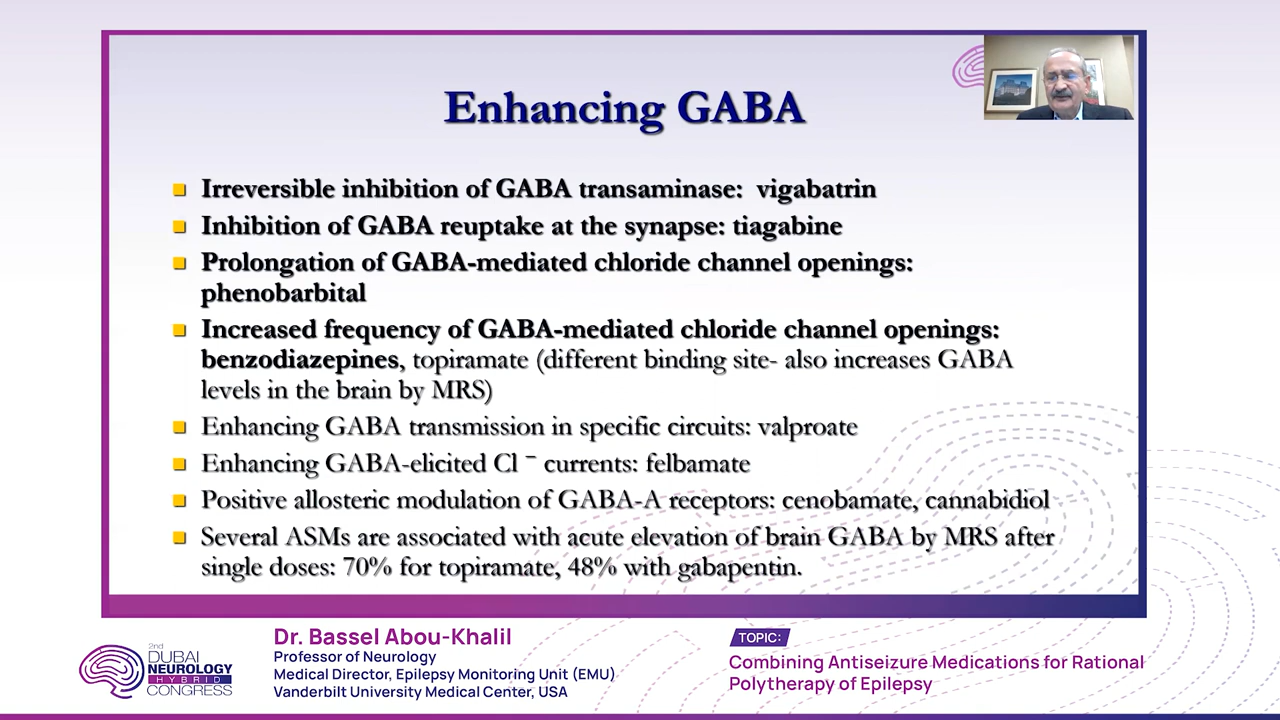 Enhancing GABA
Irreversible inhibition of GABA transaminase: vigabatrin
Inhibition of GABA reuptake at the synapse: tiagabine
Prolongation of GABA-mediated chloride channel openings:
phenobarbital
Increased frequency of GABA-mediated chloride channel openings:
benzodiazepines, topiramate (different binding site- also increases GABA
levels in the brain by MRS)
Enhancing GABA transmission in specific circuits: valproate
Enhancing GABA-elicited Cl ⁻ currents: felbamate
Positive allosteric modulation of GABA-A receptors: cenobamate, cannabidiol
Several ASMs are associated with acute elevation of brain GABA by MRS after
single doses: 70% for topiramate, 48% with gabapentin.
2nd
DUBAI
NEUROLOGY
HYBRID
CONGRESS
Dr. Bassel Abou-Khalil
Professor of Neurology
Medical Director, Epilepsy Monitoring Unit (EMU)
Vanderbilt University Medical Center, USA
TOPIC:
Combining Antiseizure Medications for Rational
Polytherapy of Epilepsy